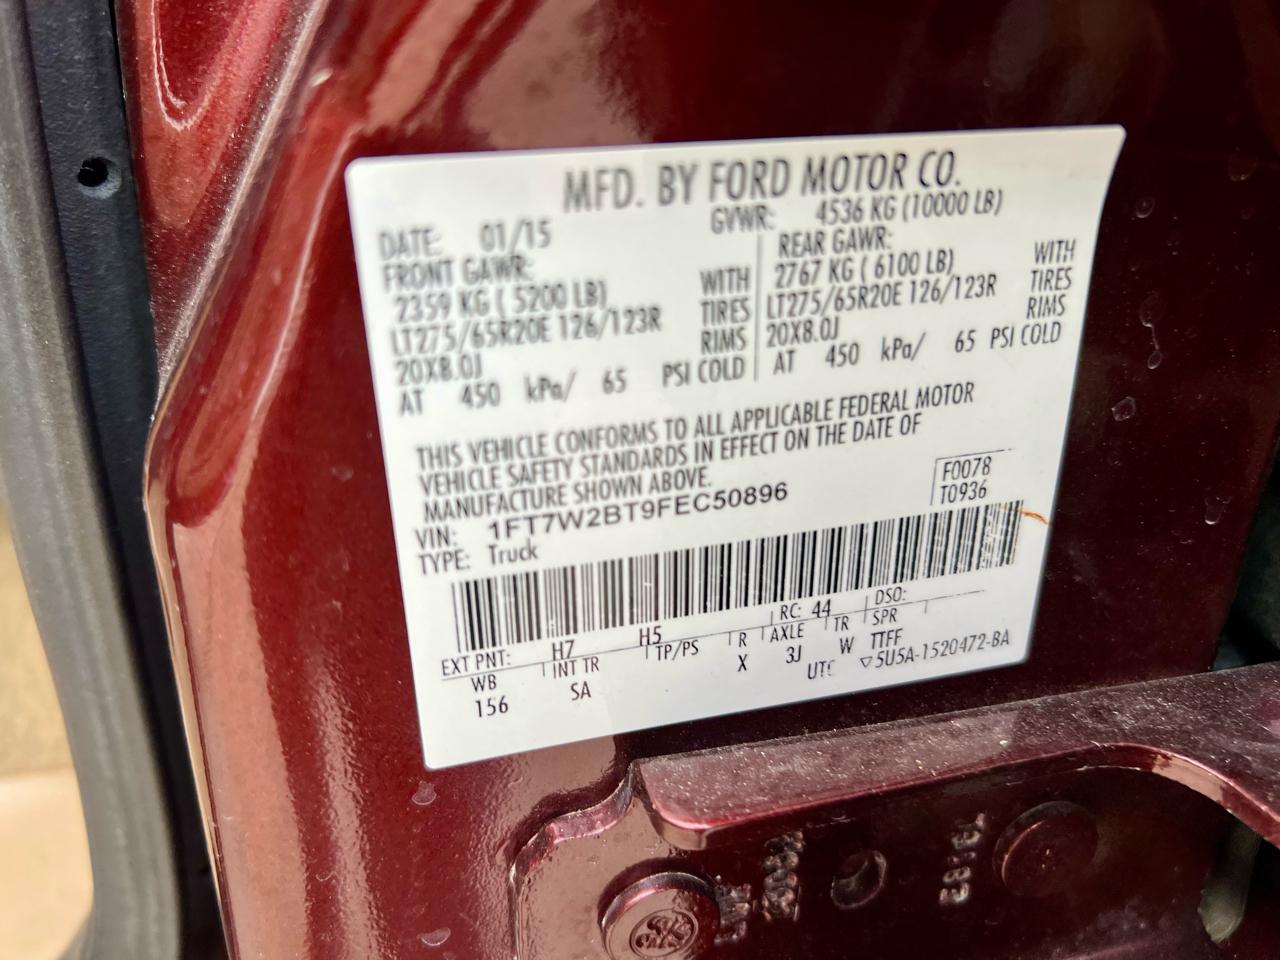 MFD. BY FORD MOTOR CO.
DATE: 01/15 GVWR: 4536 KG (10000 LB)
FRONT GAWR: REAR GAWR:
2359 KG ( 5200 LB) WITH 2767 KG ( 6100 LB) WITH
LT275/65R20E 126/123R TIRES LT275/65R20E 126/123R TIRES
20X8.0J RIMS 20X8.0J RIMS
AT 450 kPa/ 65 PSI COLD AT 450 kPa/ 65 PSI COLD
THIS VEHICLE CONFORMS TO ALL APPLICABLE FEDERAL MOTOR
VEHICLE SAFETY STANDARDS IN EFFECT ON THE DATE OF
MANUFACTURE SHOWN ABOVE.
F0078
T0936
VIN: 1FT7W2BT9FEC50896
TYPE: Truck
EXT PNT: H7 H5 RC: 44 DSO:
WB INT TR TP/PS R AXLE TR SPR
156 SA X 3J W TTFF
UTC ▽5U5A-1520472-BA